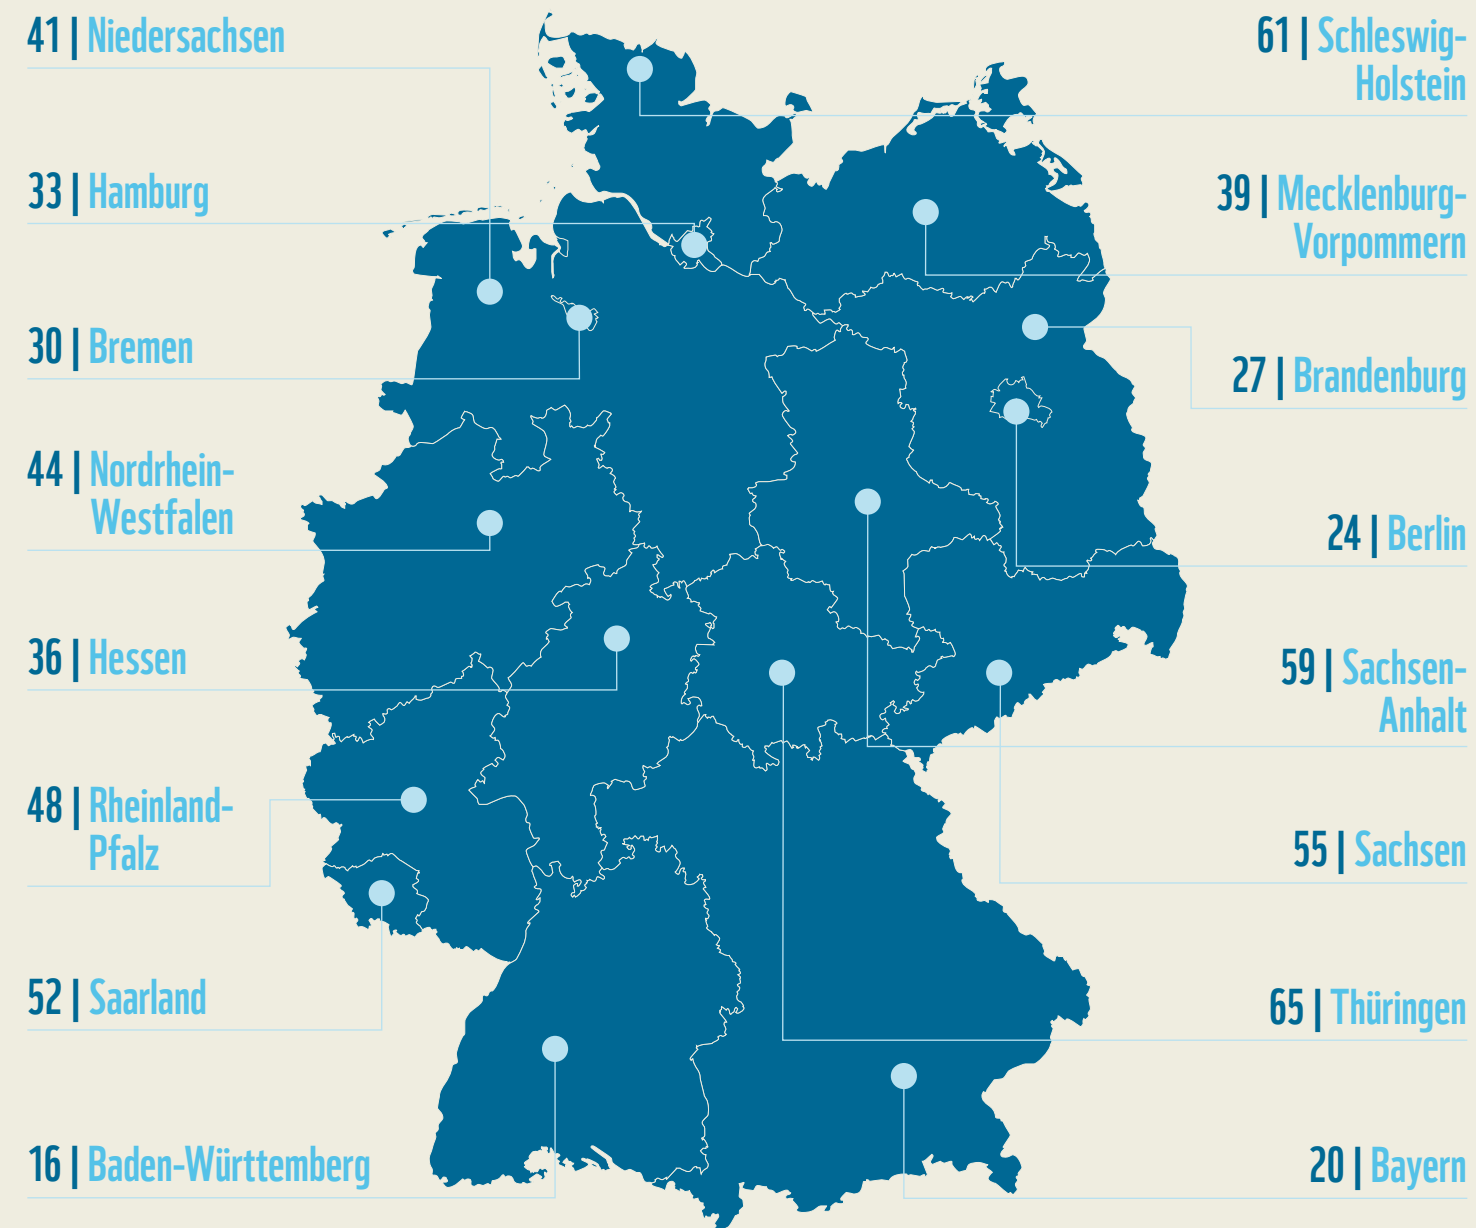 41 | Niedersachsen
33 | Hamburg
30 | Bremen
44 | Nordrhein-
Westfalen
36 | Hessen
48 | Rheinland-
Pfalz
52 | Saarland
16 | Baden-Württemberg
61 | Schleswig-
Holstein
39 | Mecklenburg-
Vorpommern
27 | Brandenburg
24 | Berlin
59 | Sachsen-
Anhalt
55 | Sachsen
65 | Thüringen
20 | Bayern